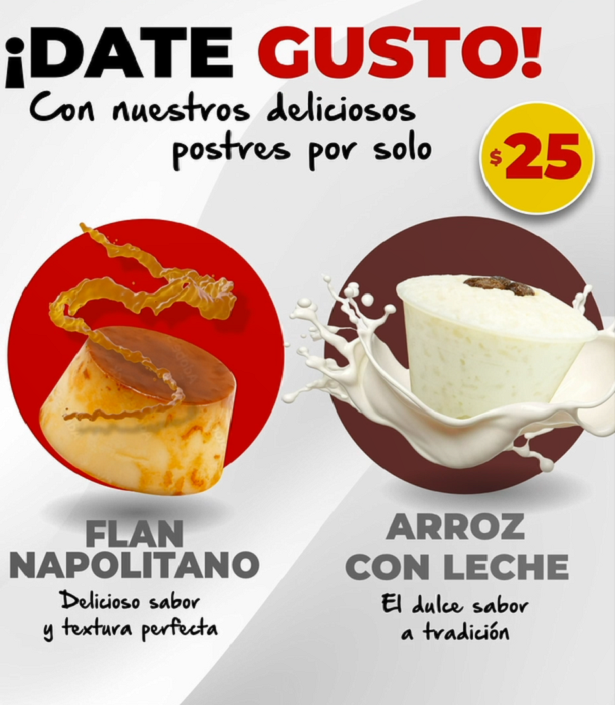 ¡DATE GUSTO!
Con nuestros deliciosos
postres por solo
$25
FLAN
NAPOLITANO
Delicioso sabor
y textura perfecta
ARROZ
CON LECHE
El dulce sabor
a tradición